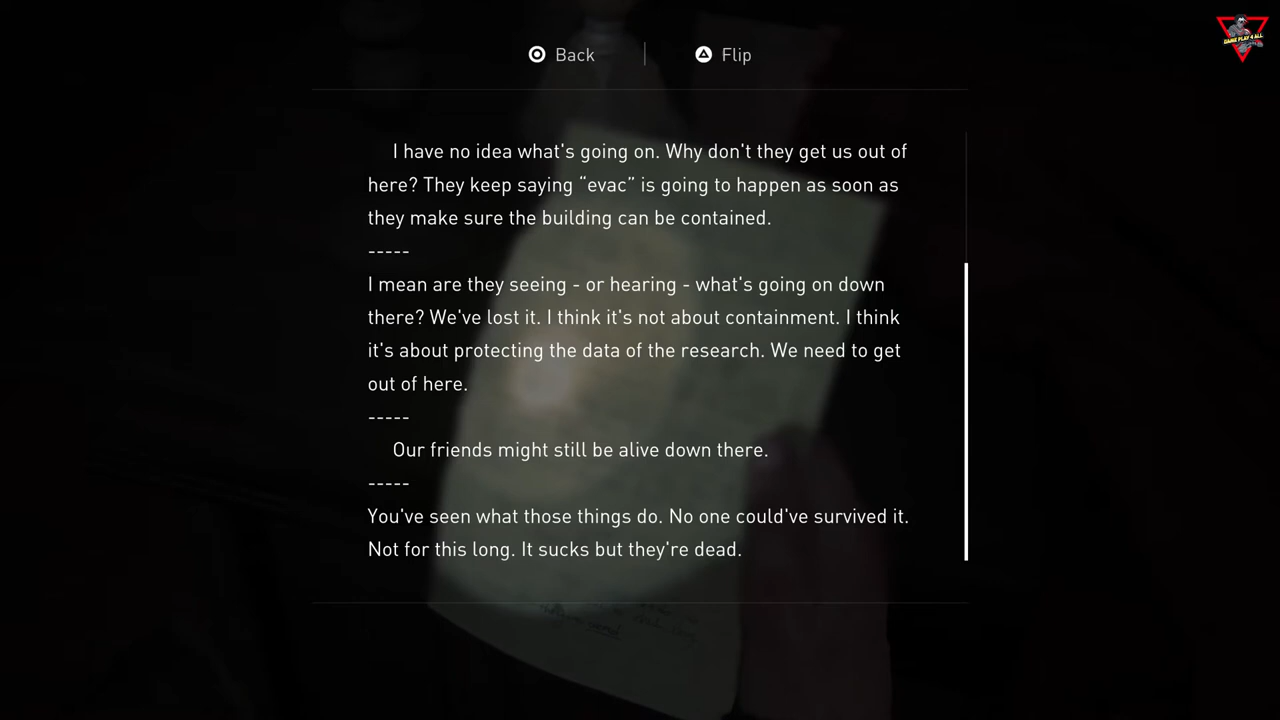 Back
Flip
GAME PLAY 4 ALL
I have no idea what's going on. Why don't they get us out of
here? They keep saying “evac” is going to happen as soon as
they make sure the building can be contained.
-----
I mean are they seeing - or hearing - what's going on down
there? We've lost it. I think it's not about containment. I think
it's about protecting the data of the research. We need to get
out of here.
-----
Our friends might still be alive down there.
-----
You've seen what those things do. No one could've survived it.
Not for this long. It sucks but they're dead.